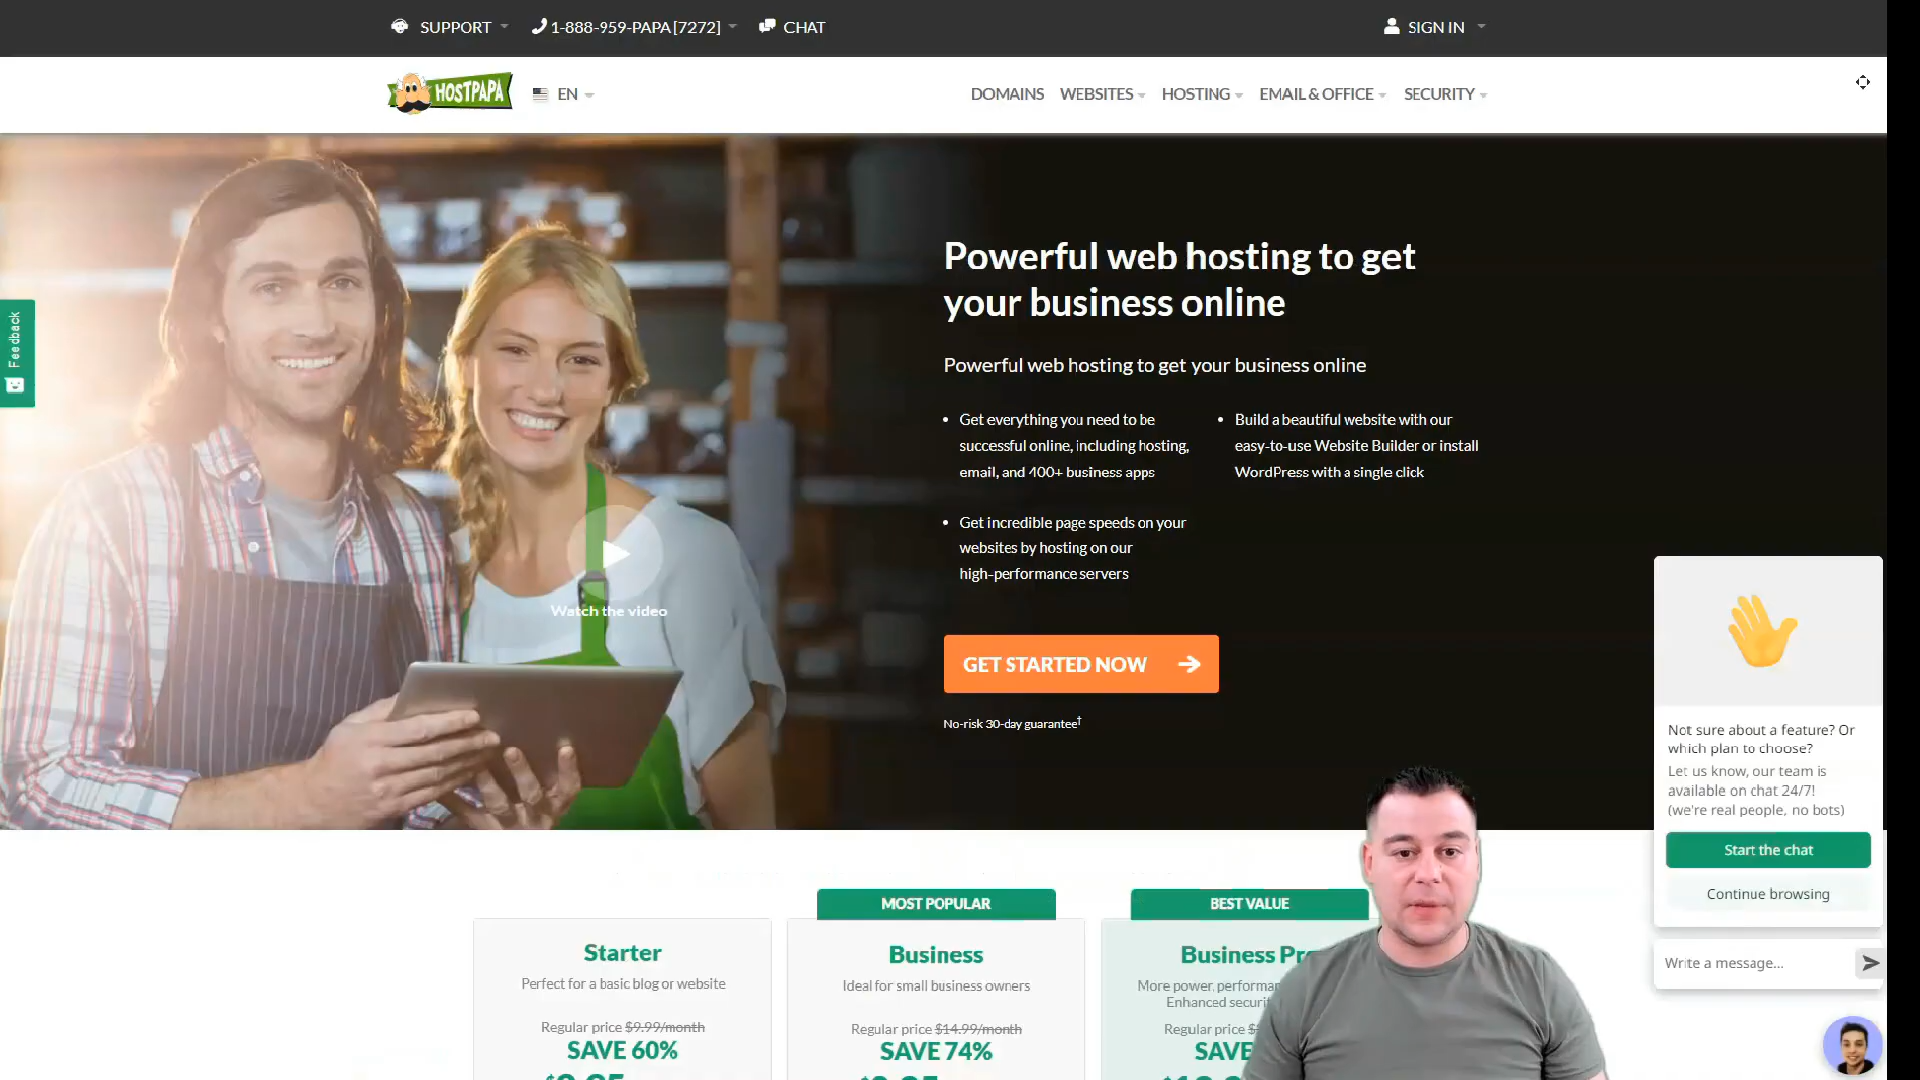 SUPPORT
1-888-959-PAPA [7272]
CHAT
SIGN IN
HOSTPAPA
EN
DOMAINS
WEBSITES
HOSTING
EMAIL & OFFICE
SECURITY
Feedback
Powerful web hosting to get
your business online
Powerful web hosting to get your business online
Get everything you need to be
successful online, including hosting,
email, and 400+ business apps
Build a beautiful website with our
easy-to-use Website Builder or install
WordPress with a single click
Get incredible page speeds on your
websites by hosting on our
high-performance servers
Watch the video
GET STARTED NOW
No-risk 30-day guarantee†
Not sure about a feature? Or
which plan to choose?
Let us know, our team is
available on chat 24/7!
(we're real people, no bots)
Start the chat
Continue browsing
Write a message...
Starter
Perfect for a basic blog or website
Regular price $9.99/month
SAVE 60%
MOST POPULAR
Business
Ideal for small business owners
Regular price $14.99/month
SAVE 74%
BEST VALUE
Business
More power,
Enhanced
Regular price
SAVE